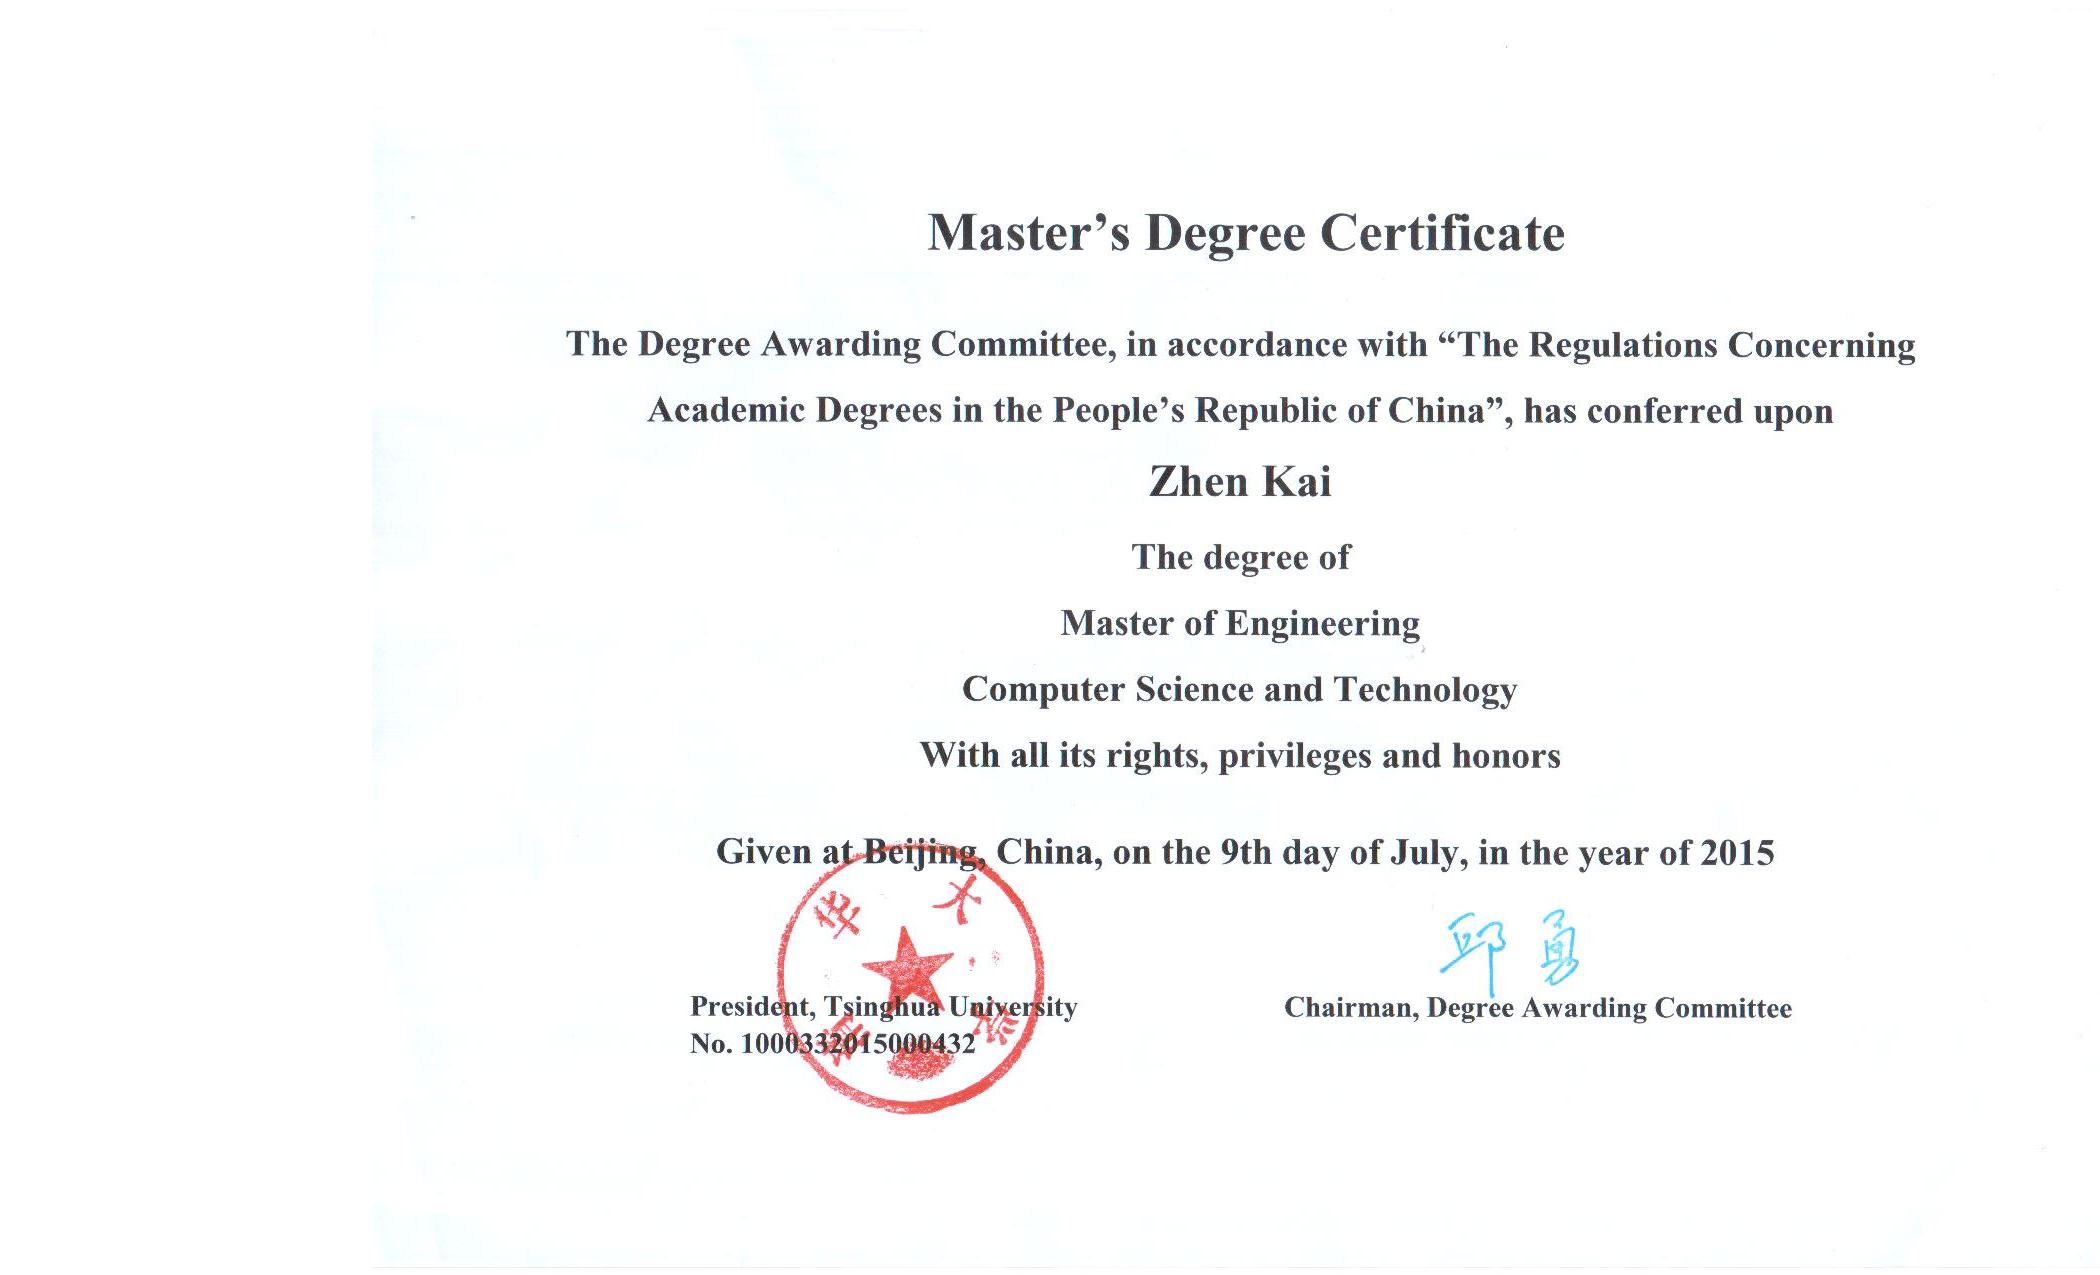 Master’s Degree Certificate
The Degree Awarding Committee, in accordance with “The Regulations Concerning
Academic Degrees in the People’s Republic of China”, has conferred upon
Zhen Kai
The degree of
Master of Engineering
Computer Science and Technology
With all its rights, privileges and honors
Given at Beijing, China, on the 9th day of July, in the year of 2015
清华大学
邱勇
President, Tsinghua University
Chairman, Degree Awarding Committee
No. 1000332015000432